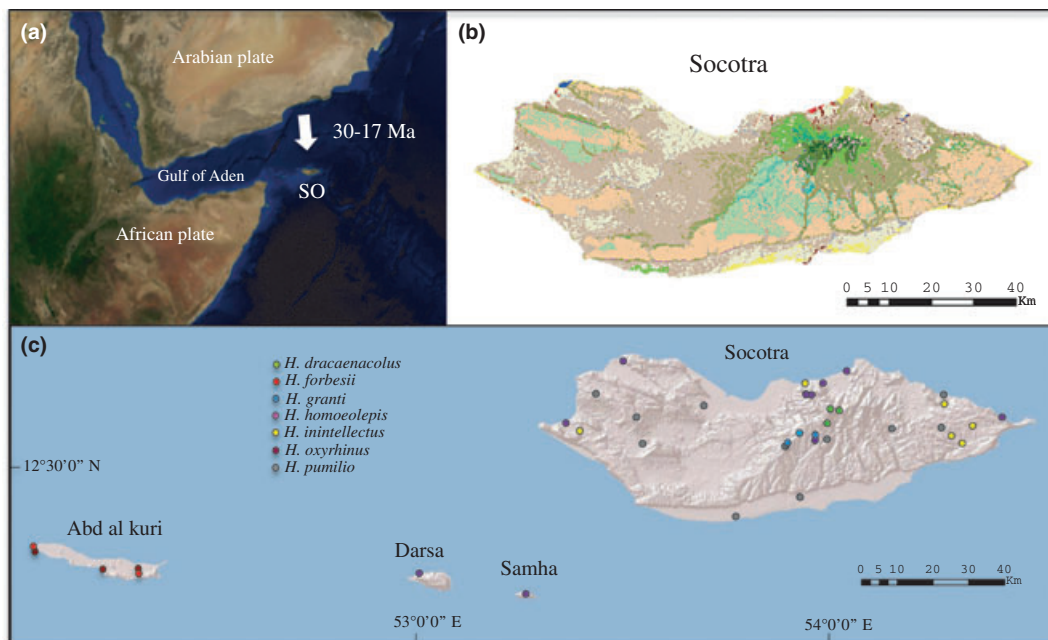 (a)
Arabian plate
30-17 Ma
Gulf of Aden
SO
African plate
(b)
Socotra
0 5 10 20 30 40
Km
(c)
H. dracaenacolus
H. forbesii
H. granti
H. homoeolepis
H. inintellectus
H. oxyrhinus
H. pumilio
Socotra
12°30'0" N
Abd al kuri
Darsa
Samha
0 5 10 20 30 40
Km
53°0'0" E
54°0'0" E